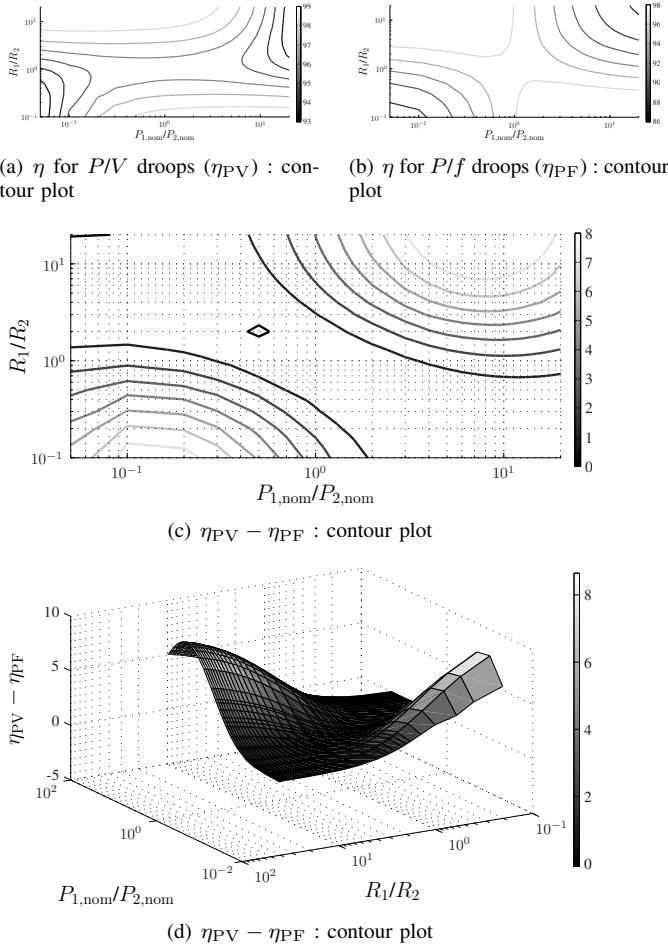 10¹
10⁰
10⁻¹
R₁/R₂
10⁻¹ 10⁰ 10¹
P₁,nom/P₂,nom
99
98
97
96
95
94
93
10¹
10⁰
10⁻¹
R₁/R₂
10⁻¹ 10⁰ 10¹
P₁,nom/P₂,nom
98
96
94
92
90
88
86
(a) η for P/V droops (ηPV) : con-
tour plot
(b) η for P/f droops (ηPF) : contour
plot
10¹
10⁰
10⁻¹
R₁/R₂
10⁻¹ 10⁰ 10¹
P₁,nom/P₂,nom
8
7
6
5
4
3
2
1
0
(c) ηPV − ηPF : contour plot
10
5
0
-5
ηPV − ηPF
10²
10⁰
10⁻²
P₁,nom/P₂,nom
10²
10¹
10⁰
10⁻¹
R₁/R₂
8
6
4
2
0
(d) ηPV − ηPF : contour plot